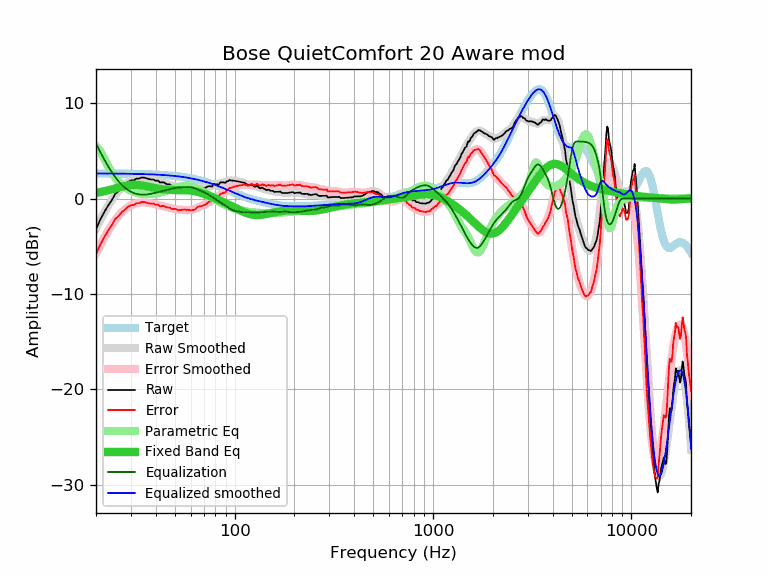 Bose QuietComfort 20 Aware mod
10
0
−10
−20
−30
Amplitude (dBr)
Target
Raw Smoothed
Error Smoothed
Raw
Error
Parametric Eq
Fixed Band Eq
Equalization
Equalized smoothed
100
1000
10000
Frequency (Hz)